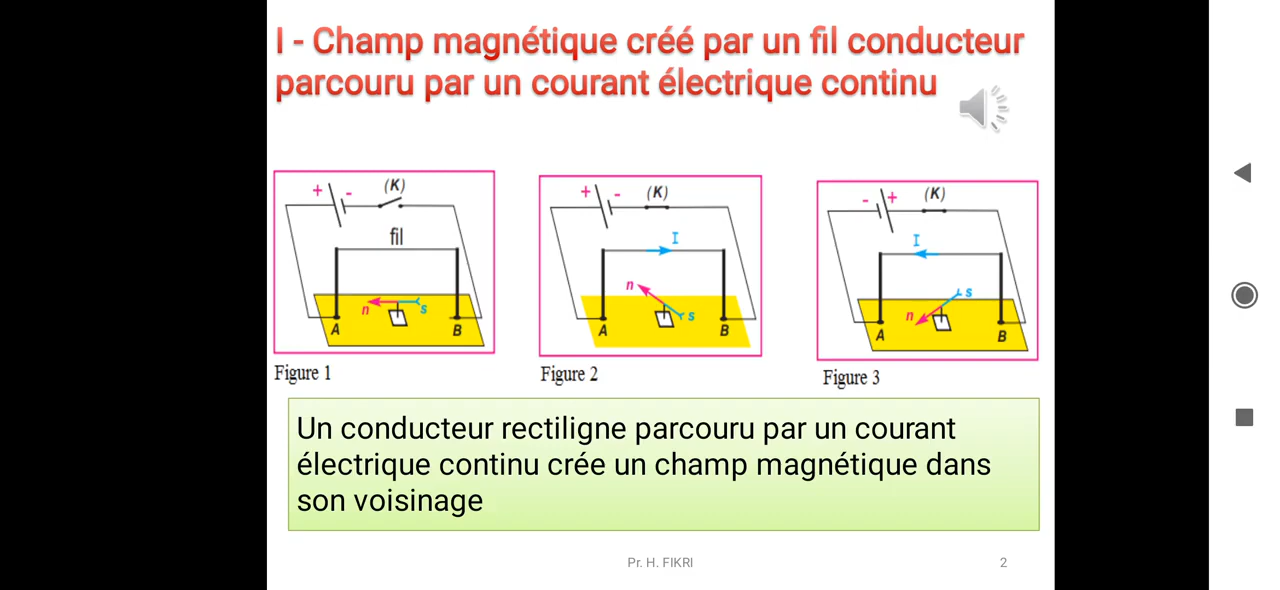 I - Champ magnétique créé par un fil conducteur
parcouru par un courant électrique continu
+ - (K)
fil
n s
A B
Figure 1
+ - (K)
I
n
s
A B
Figure 2
- + (K)
I
s
n
A B
Figure 3
Un conducteur rectiligne parcouru par un courant
électrique continu crée un champ magnétique dans
son voisinage
Pr. H. FIKRI
2